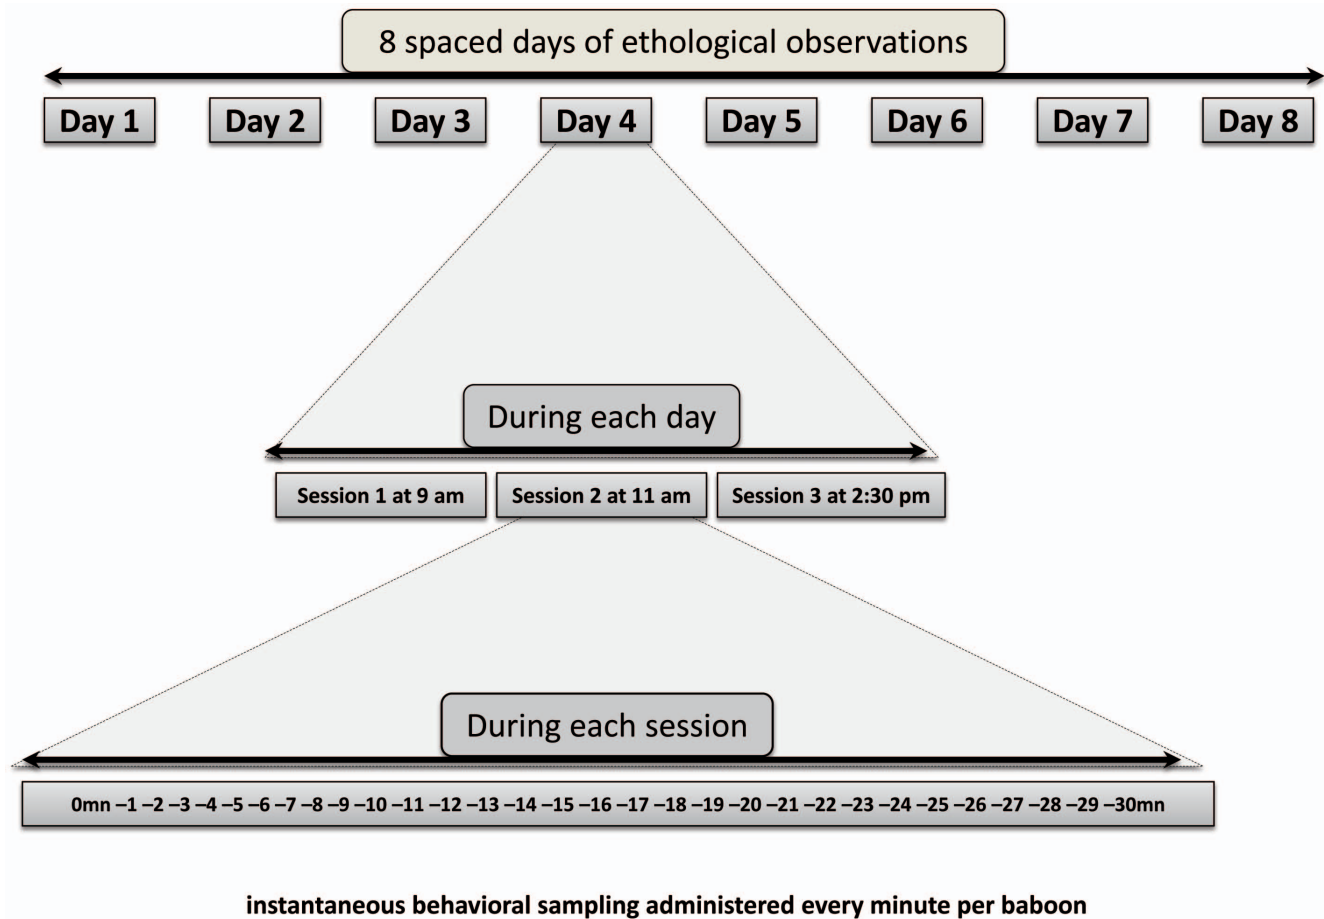 8 spaced days of ethological observations
Day 1 Day 2 Day 3 Day 4 Day 5 Day 6 Day 7 Day 8
During each day
Session 1 at 9 am Session 2 at 11 am Session 3 at 2:30 pm
During each session
0mn –1 –2 –3 –4 –5 –6 –7 –8 –9 –10 –11 –12 –13 –14 –15 –16 –17 –18 –19 –20 –21 –22 –23 –24 –25 –26 –27 –28 –29 –30mn
instantaneous behavioral sampling administered every minute per baboon